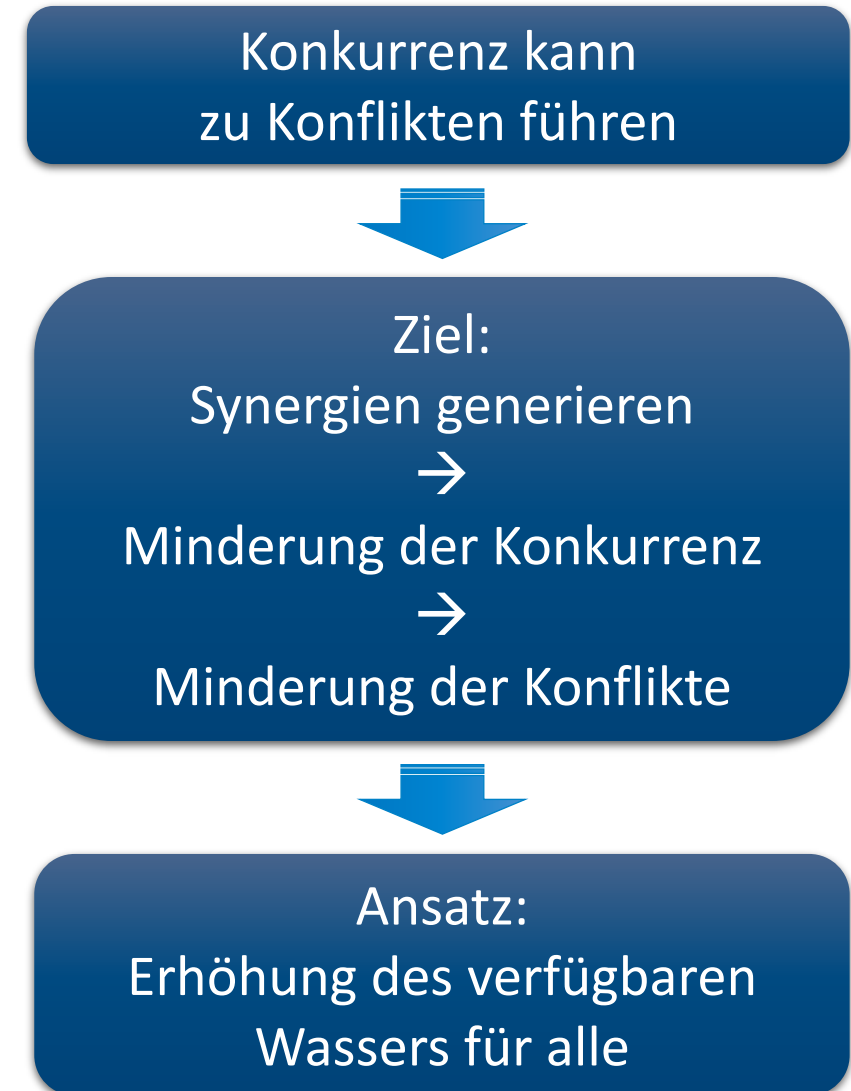 Konkurrenz kann
zu Konflikten führen
Ziel:
Synergien generieren
→
Minderung der Konkurrenz
→
Minderung der Konflikte
Ansatz:
Erhöhung des verfügbaren
Wassers für alle